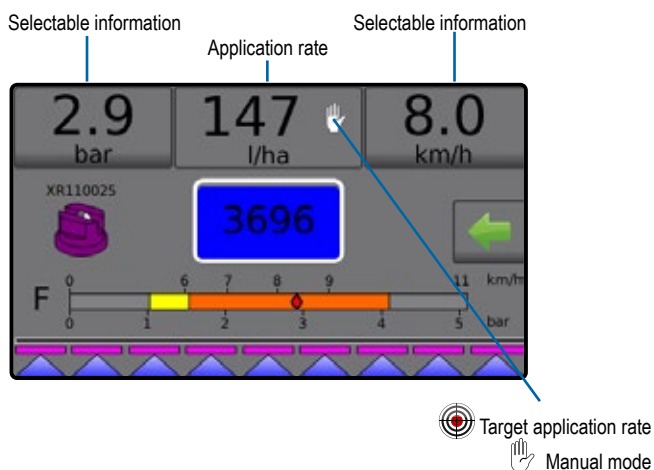 Selectable information
Application rate
Selectable information
2.9
bar
147
l/ha
8.0
km/h
XR110025
3696
0 6 7 8 9 11 km/h
F
0 1 2 3 4 5 bar
Target application rate
Manual mode